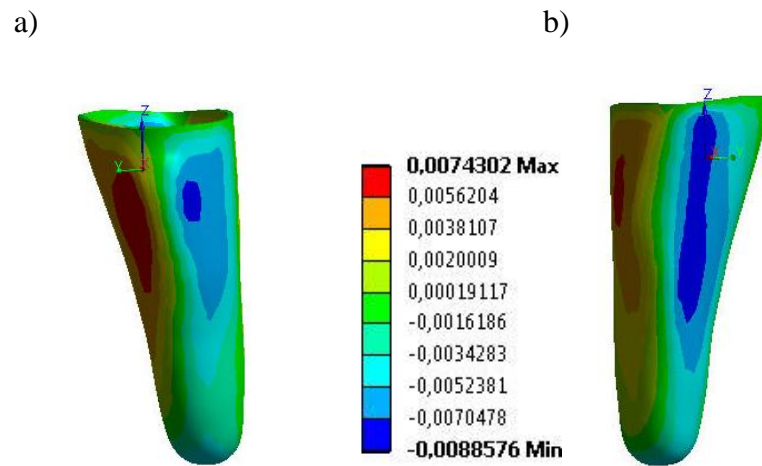 a)
b)
Z
Y
X
Z
X
Y
0,0074302 Max
0,0056204
0,0038107
0,0020009
0,00019117
-0,0016186
-0,0034283
-0,0052381
-0,0070478
-0,0088576 Min